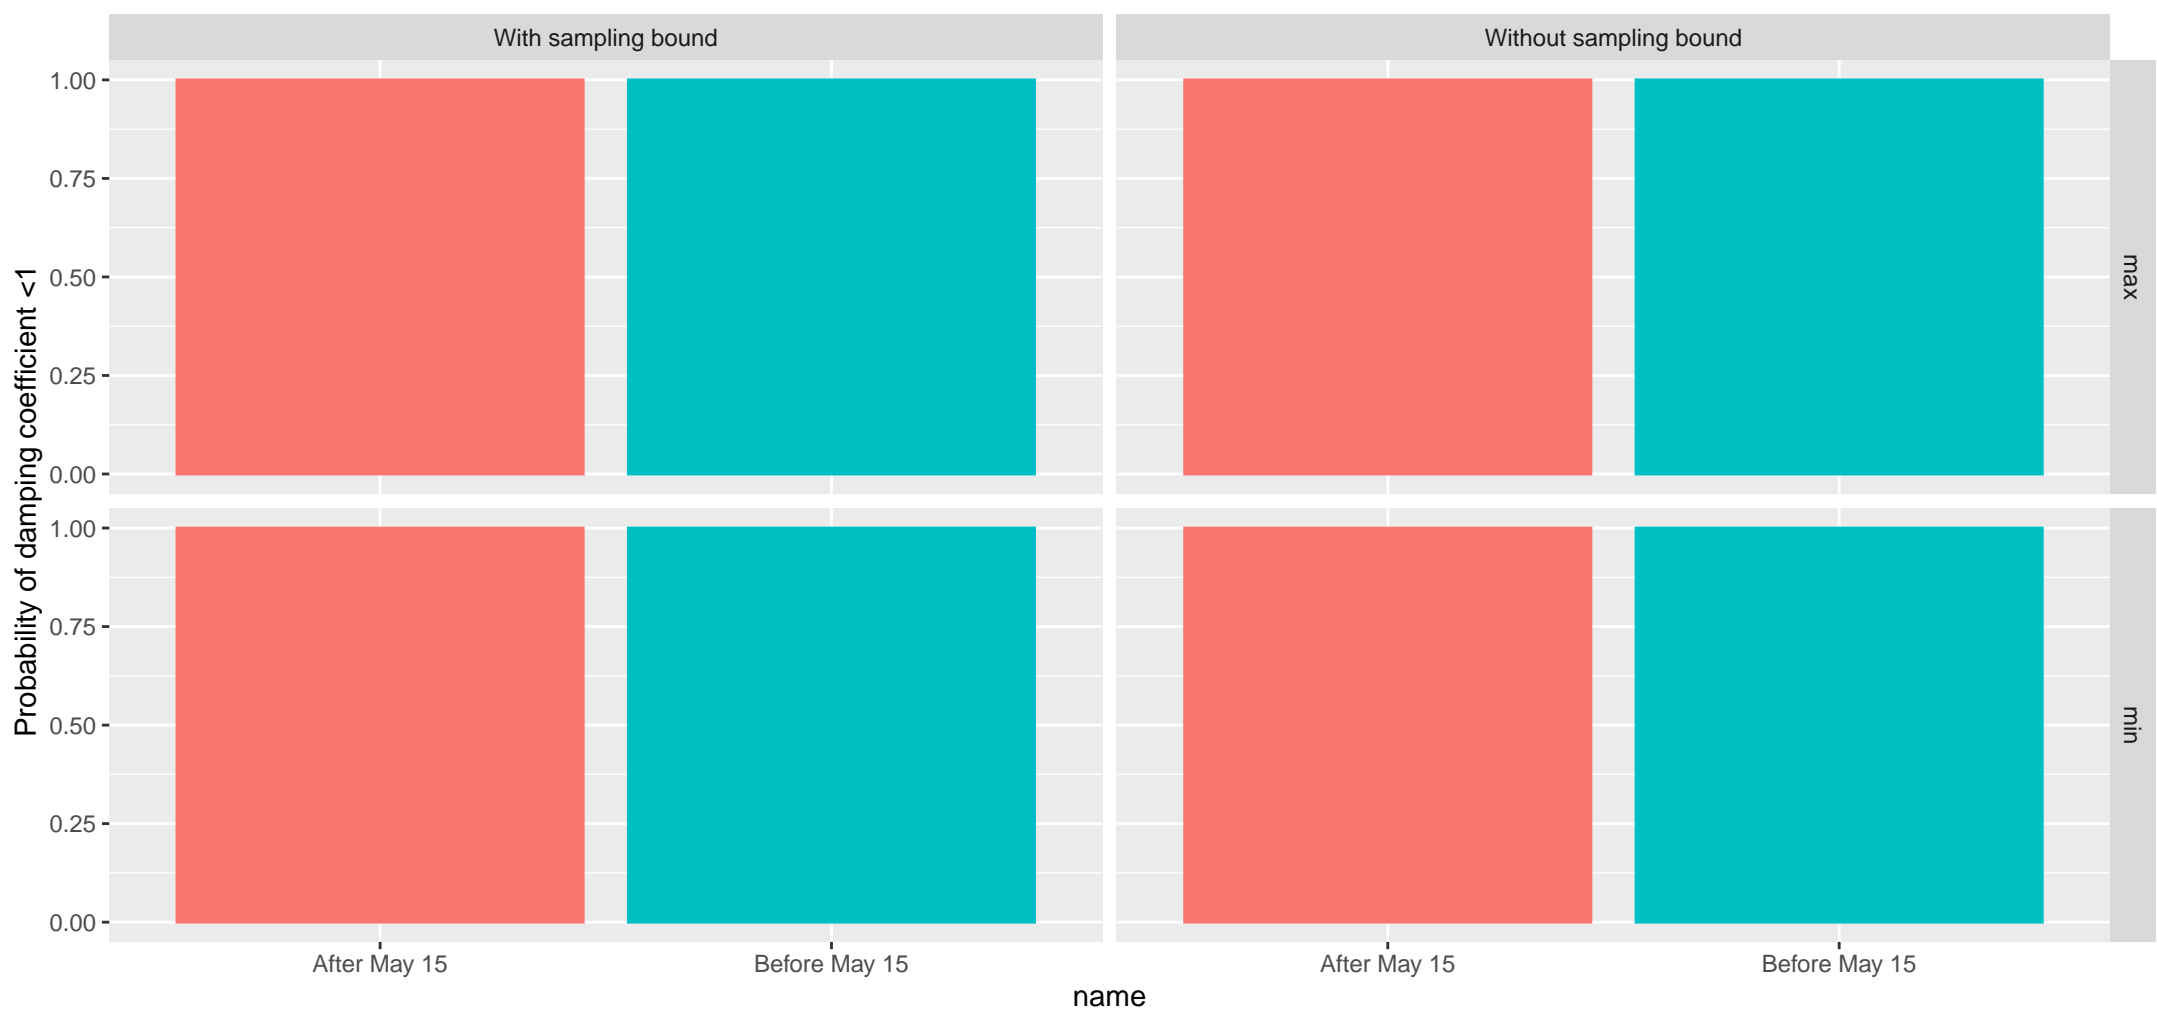 With sampling bound
Without sampling bound
1.00
0.75
0.50
0.25
0.00
max
1.00
0.75
0.50
0.25
0.00
min
Probability of damping coefficient <1
After May 15
Before May 15
After May 15
Before May 15
name